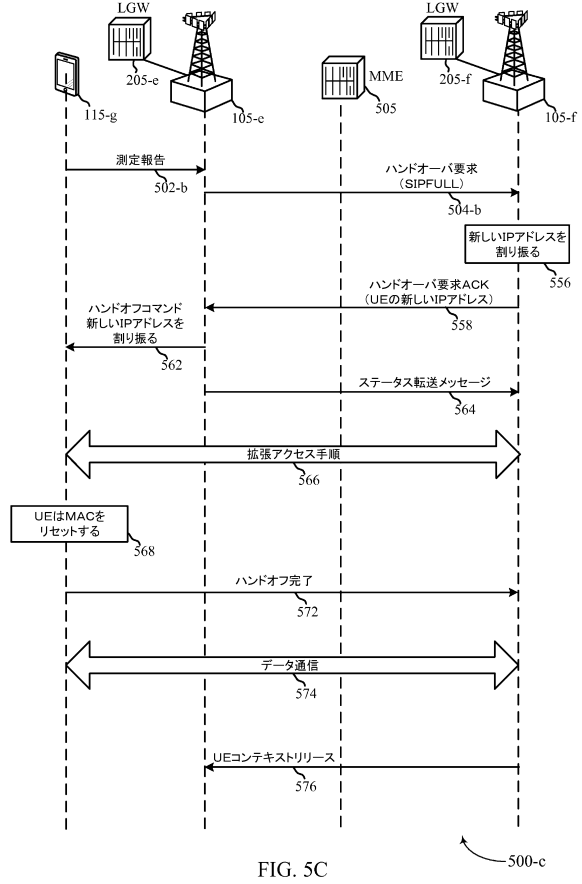 LGW
205-e
115-g
105-e
MME
505
LGW
205-f
105-f
測定報告
502-b
ハンドオーバ要求
(SIPFULL)
504-b
新しいIPアドレスを
割り振る
556
ハンドオーバ要求ACK
(UEの新しいIPアドレス)
558
ハンドオフコマンド
新しいIPアドレスを
割り振る
562
ステータス転送メッセージ
564
拡張アクセス手順
566
UEはMACを
リセットする
568
ハンドオフ完了
572
データ通信
574
UEコンテキストリリース
576
500-c
FIG. 5C